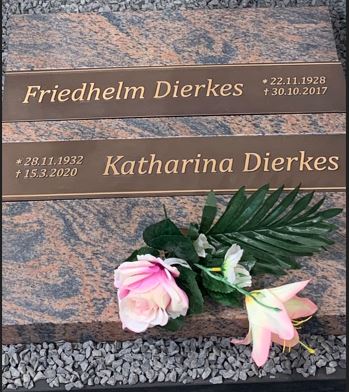 Friedhelm Dierkes
* 22.11.1928
† 30.10.2017
* 28.11.1932
† 15.3.2020
Katharina Dierkes